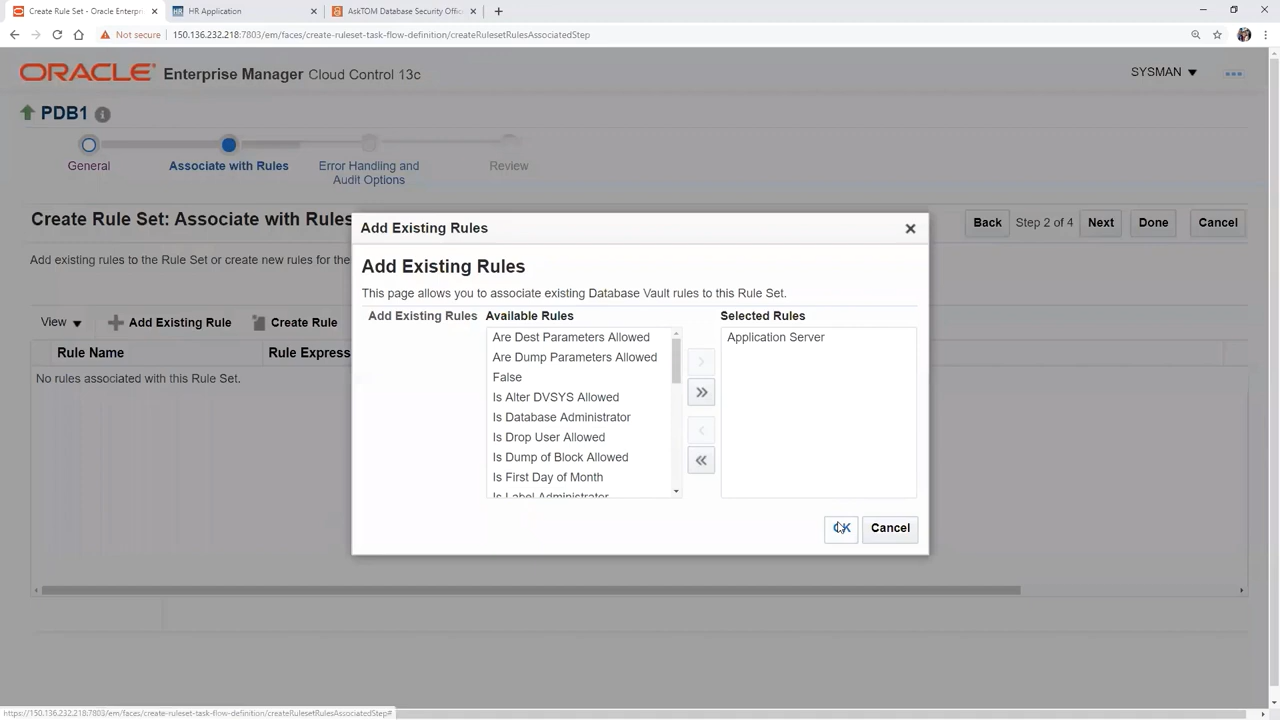 Create Rule Set - Oracle Enterpri
HR Application
AskTOM Database Security Offic
Not secure
150.136.232.218:7803/em/faces/create-ruleset-task-flow-definition/createRulesetRulesAssociatedStep
ORACLE Enterprise Manager Cloud Control 13c
SYSMAN
PDB1
General
Associate with Rules
Error Handling and
Audit Options
Review
Create Rule Set: Associate with Rules
Back
Step 2 of 4
Next
Done
Cancel
Add existing rules to the Rule Set or create new rules for the
View
Add Existing Rule
Create Rule
Rule Name
Rule Express
No rules associated with this Rule Set.
Add Existing Rules
Add Existing Rules
This page allows you to associate existing Database Vault rules to this Rule Set.
Add Existing Rules
Available Rules
Selected Rules
Are Dest Parameters Allowed
Are Dump Parameters Allowed
False
Is Alter DVSYS Allowed
Is Database Administrator
Is Drop User Allowed
Is Dump of Block Allowed
Is First Day of Month
Is Label Administrator
Application Server
OK
Cancel
https://150.136.232.218:7803/em/faces/create-ruleset-task-flow-definition/createRulesetRulesAssociatedStep#